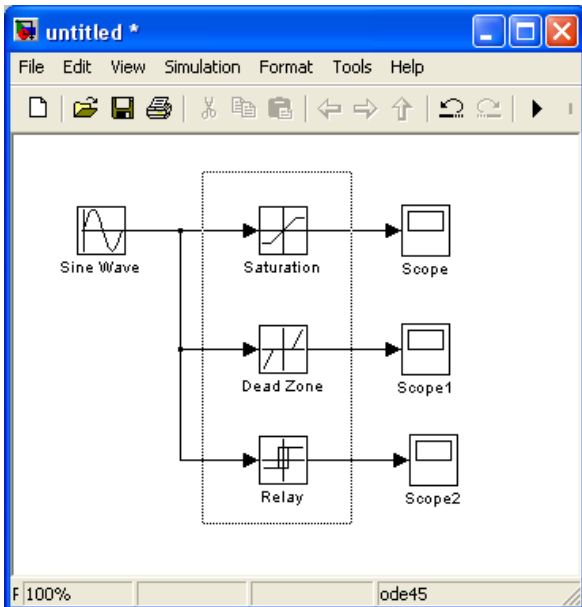 untitled *
File Edit View Simulation Format Tools Help
Sine Wave
Saturation
Scope
Dead Zone
Scope1
Relay
Scope2
F 100% ode45